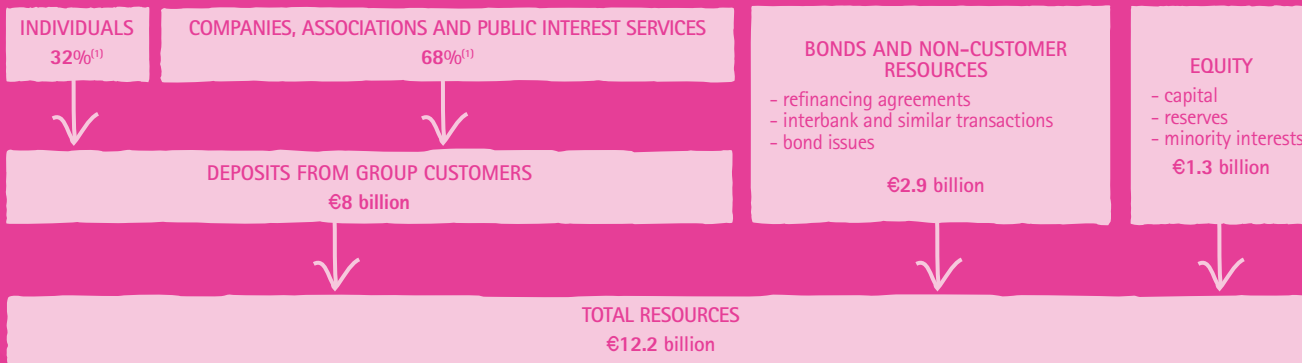 INDIVIDUALS
32%(1)
COMPANIES, ASSOCIATIONS AND PUBLIC INTEREST SERVICES
68%(1)
DEPOSITS FROM GROUP CUSTOMERS
€8 billion
BONDS AND NON-CUSTOMER
RESOURCES
- refinancing agreements
- interbank and similar transactions
- bond issues
€2.9 billion
EQUITY
- capital
- reserves
- minority interests
€1.3 billion
TOTAL RESOURCES
€12.2 billion